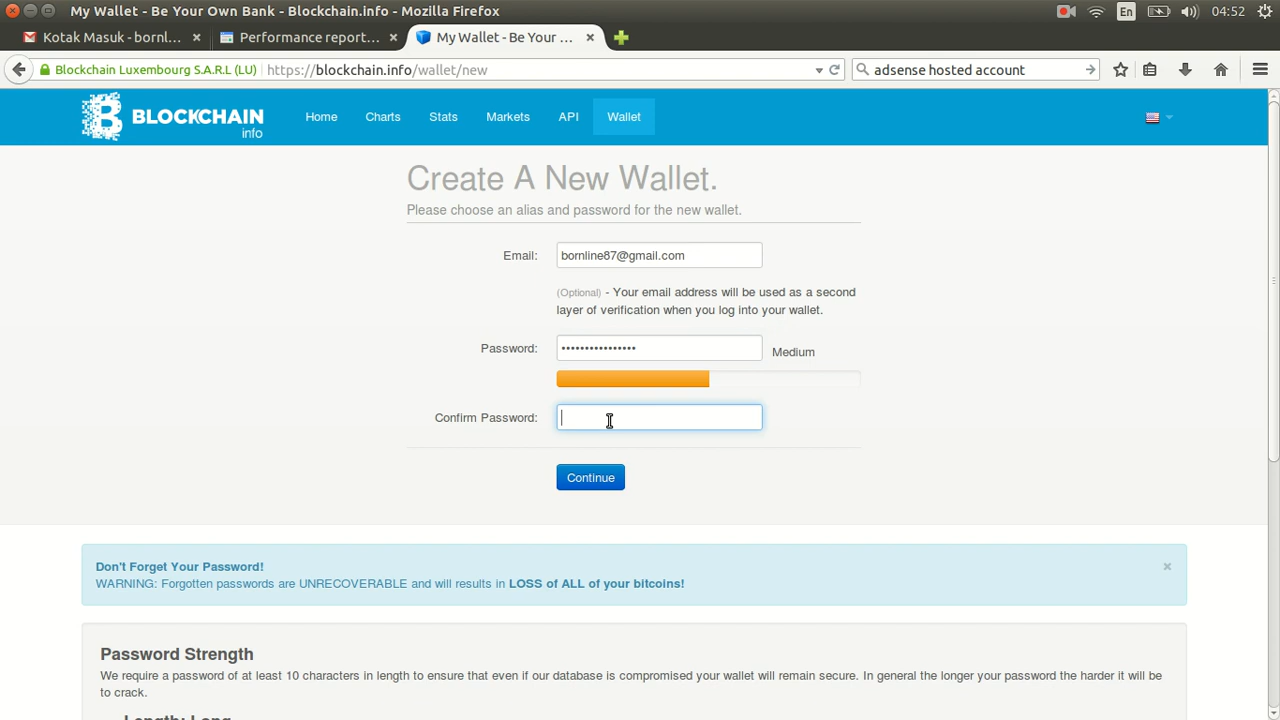 My Wallet - Be Your Own Bank - Blockchain.info - Mozilla Firefox
En
04:52
Kotak Masuk - bornl...
Performance report...
My Wallet - Be Your ...
Blockchain Luxembourg S.A.R.L (LU)
https://blockchain.info/wallet/new
adsense hosted account
BLOCKCHAIN
info
Home
Charts
Stats
Markets
API
Wallet
Create A New Wallet.
Please choose an alias and password for the new wallet.
Email:
bornline87@gmail.com
(Optional) - Your email address will be used as a second
layer of verification when you log into your wallet.
Password:
••••••••••••••••
Medium
Confirm Password:
Continue
Don't Forget Your Password!
WARNING: Forgotten passwords are UNRECOVERABLE and will results in LOSS of ALL of your bitcoins!
Password Strength
We require a password of at least 10 characters in length to ensure that even if our database is compromised your wallet will remain secure. In general the longer your password the harder it will be
to crack.
Length: Long